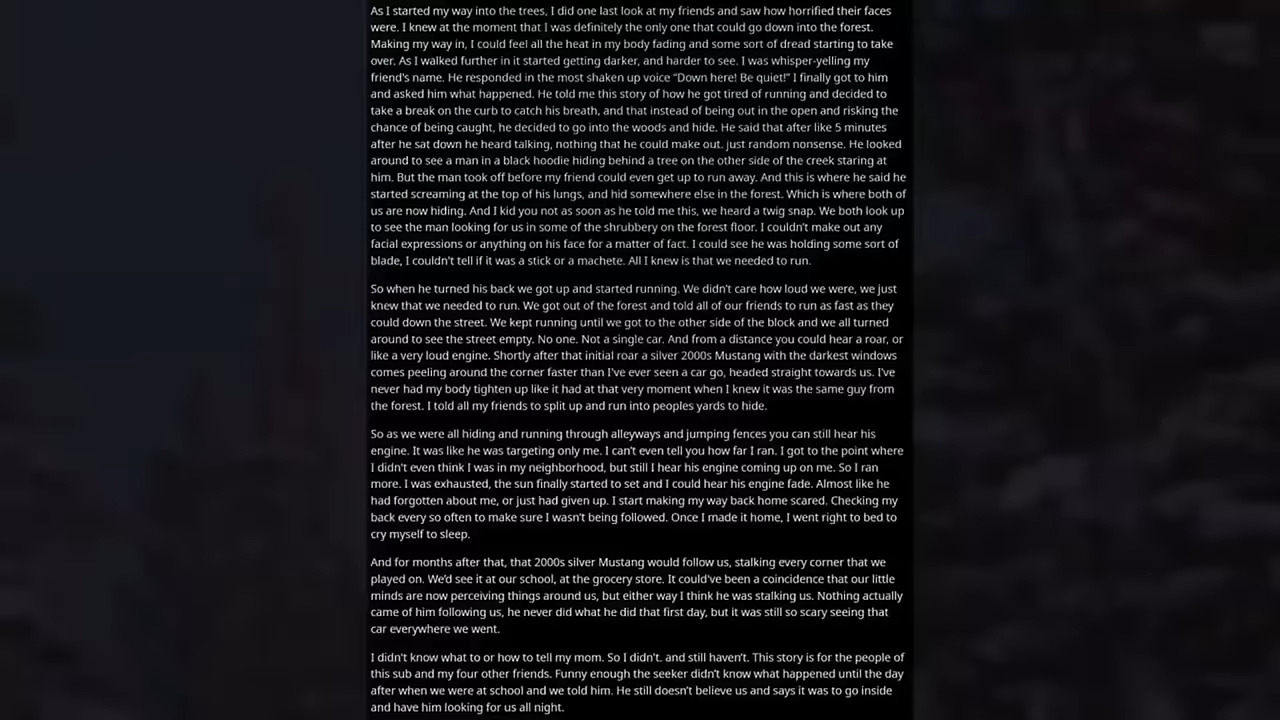 As I started my way into the trees, I did one last look at my friends and saw how horrified their faces
were. I knew at the moment that I was definitely the only one that could go down into the forest.
Making my way in, I could feel all the heat in my body fading and some sort of dread starting to take
over. As I walked further in it started getting darker, and harder to see. I was whisper-yelling my
friend's name. He responded in the most shaken up voice “Down here! Be quiet!” I finally got to him
and asked him what happened. He told me this story of how he got tired of running and decided to
take a break on the curb to catch his breath, and that instead of being out in the open and risking the
chance of being caught, he decided to go into the woods and hide. He said that after like 5 minutes
after he sat down he heard talking, nothing that he could make out. just random nonsense. He looked
around to see a man in a black hoodie hiding behind a tree on the other side of the creek staring at
him. But the man took off before my friend could even get up to run away. And this is where he said he
started screaming at the top of his lungs, and hid somewhere else in the forest. Which is where both of
us are now hiding. And I kid you not as soon as he told me this, we heard a twig snap. We both look up
to see the man looking for us in some of the shrubbery on the forest floor. I couldn’t make out any
facial expressions or anything on his face for a matter of fact. I could see he was holding some sort of
blade, I couldn't tell if it was a stick or a machete. All I knew is that we needed to run.
So when he turned his back we got up and started running. We didn’t care how loud we were, we just
knew that we needed to run. We got out of the forest and told all of our friends to run as fast as they
could down the street. We kept running until we got to the other side of the block and we all turned
around to see the street empty. No one. Not a single car. And from a distance you could hear a roar, or
like a very loud engine. Shortly after that initial roar a silver 2000s Mustang with the darkest windows
comes peeling around the corner faster than I’ve ever seen a car go, headed straight towards us. I’ve
never had my body tighten up like it had at that very moment when I knew it was the same guy from
the forest. I told all my friends to split up and run into peoples yards to hide.
So as we were all hiding and running through alleyways and jumping fences you can still hear his
engine. It was like he was targeting only me. I can’t even tell you how far I ran. I got to the point where
I didn't even think I was in my neighborhood, but still I hear his engine coming up on me. So I ran
more. I was exhausted, the sun finally started to set and I could hear his engine fade. Almost like he
had forgotten about me, or just had given up. I start making my way back home scared. Checking my
back every so often to make sure I wasn’t being followed. Once I made it home, I went right to bed to
cry myself to sleep.
And for months after that, that 2000s silver Mustang would follow us, stalking every corner that we
played on. We’d see it at our school, at the grocery store. It could've been a coincidence that our little
minds are now perceiving things around us, but either way I think he was stalking us. Nothing actually
came of him following us, he never did what he did that first day, but it was still so scary seeing that
car everywhere we went.
I didn't know what to or how to tell my mom. So I didn't. and still haven’t. This story is for the people of
this sub and my four other friends. Funny enough the seeker didn’t know what happened until the day
after when we were at school and we told him. He still doesn’t believe us and says it was to go inside
and have him looking for us all night.